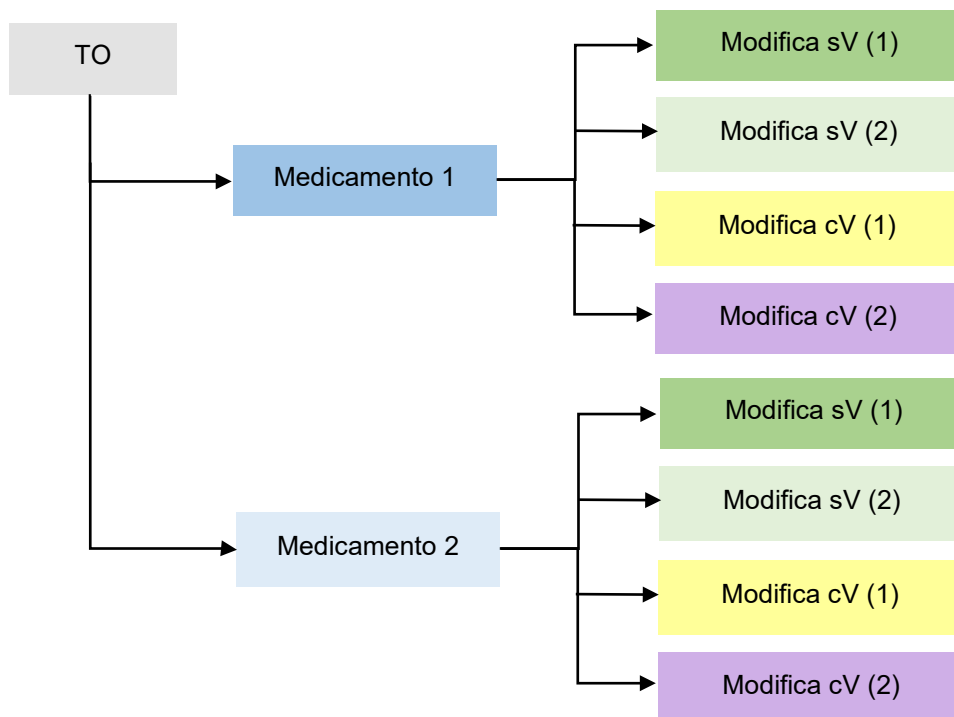 TO
Medicamento 1
Modifica sV (1)
Modifica sV (2)
Modifica cV (1)
Modifica cV (2)
Medicamento 2
Modifica sV (1)
Modifica sV (2)
Modifica cV (1)
Modifica cV (2)